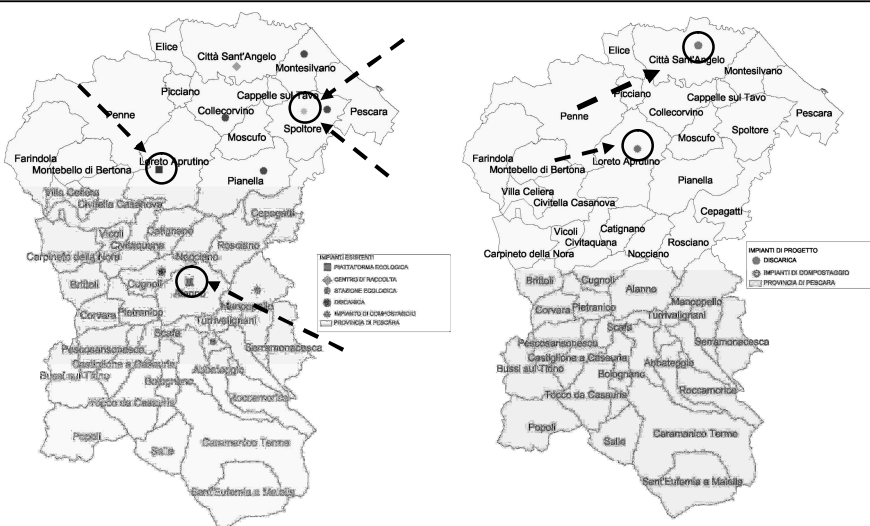 Elice
Città Sant'Angelo
Montesilvano
Picciano
Cappelle sul Tavo
Penne
Collecorvino
Pescara
Spoltore
Moscufo
Farindola
Loreto Aprutino
Montebello di Bertona
Pianella
Villa Celiera
Civitella Casanova
Cepagatti
Catignano
Vicoli
Civitaquana
Rosciano
Carpineto della Nora
Nocciano
Brittoli
Cugnoli
Alanno
Manoppello
Corvara
Pietranico
Turrivalignani
Scafa
Pescosansonesco
Serramonacesca
Castiglione a Casauria
Abbateggio
Bussi sul Tirino
Bolognano
Tocco da Casauria
Roccamorice
Popoli
Salle
Caramanico Terme
Sant'Eufemia a Maiella
IMPIANTI ESISTENTI
PIATTAFORMA ECOLOGICA
CENTRO DI RACCOLTA
STAZIONE ECOLOGICA
DISCARICA
IMPIANTO DI COMPOSTAGGIO
PROVINCIA DI PESCARA
Elice
Città Sant'Angelo
Montesilvano
Picciano
Cappelle sul Tavo
Penne
Collecorvino
Pescara
Moscufo
Spoltore
Farindola
Loreto Aprutino
Montebello di Bertona
Pianella
Villa Celiera
Civitella Casanova
Cepagatti
Catignano
Vicoli
Civitaquana
Rosciano
Carpineto della Nora
Nocciano
Brittoli
Cugnoli
Alanno
Manoppello
Corvara
Pietranico
Turrivalignani
Scafa
Pescosansonesco
Serramonacesca
Castiglione a Casauria
Abbateggio
Bussi sul Tirino
Bolognano
Roccamorice
Tocco da Casauria
Popoli
Salle
Caramanico Terme
Sant'Eufemia a Maiella
IMPIANTI DI PROGETTO
DISCARICA
IMPIANTI DI COMPOSTAGGIO
PROVINCIA DI PESCARA